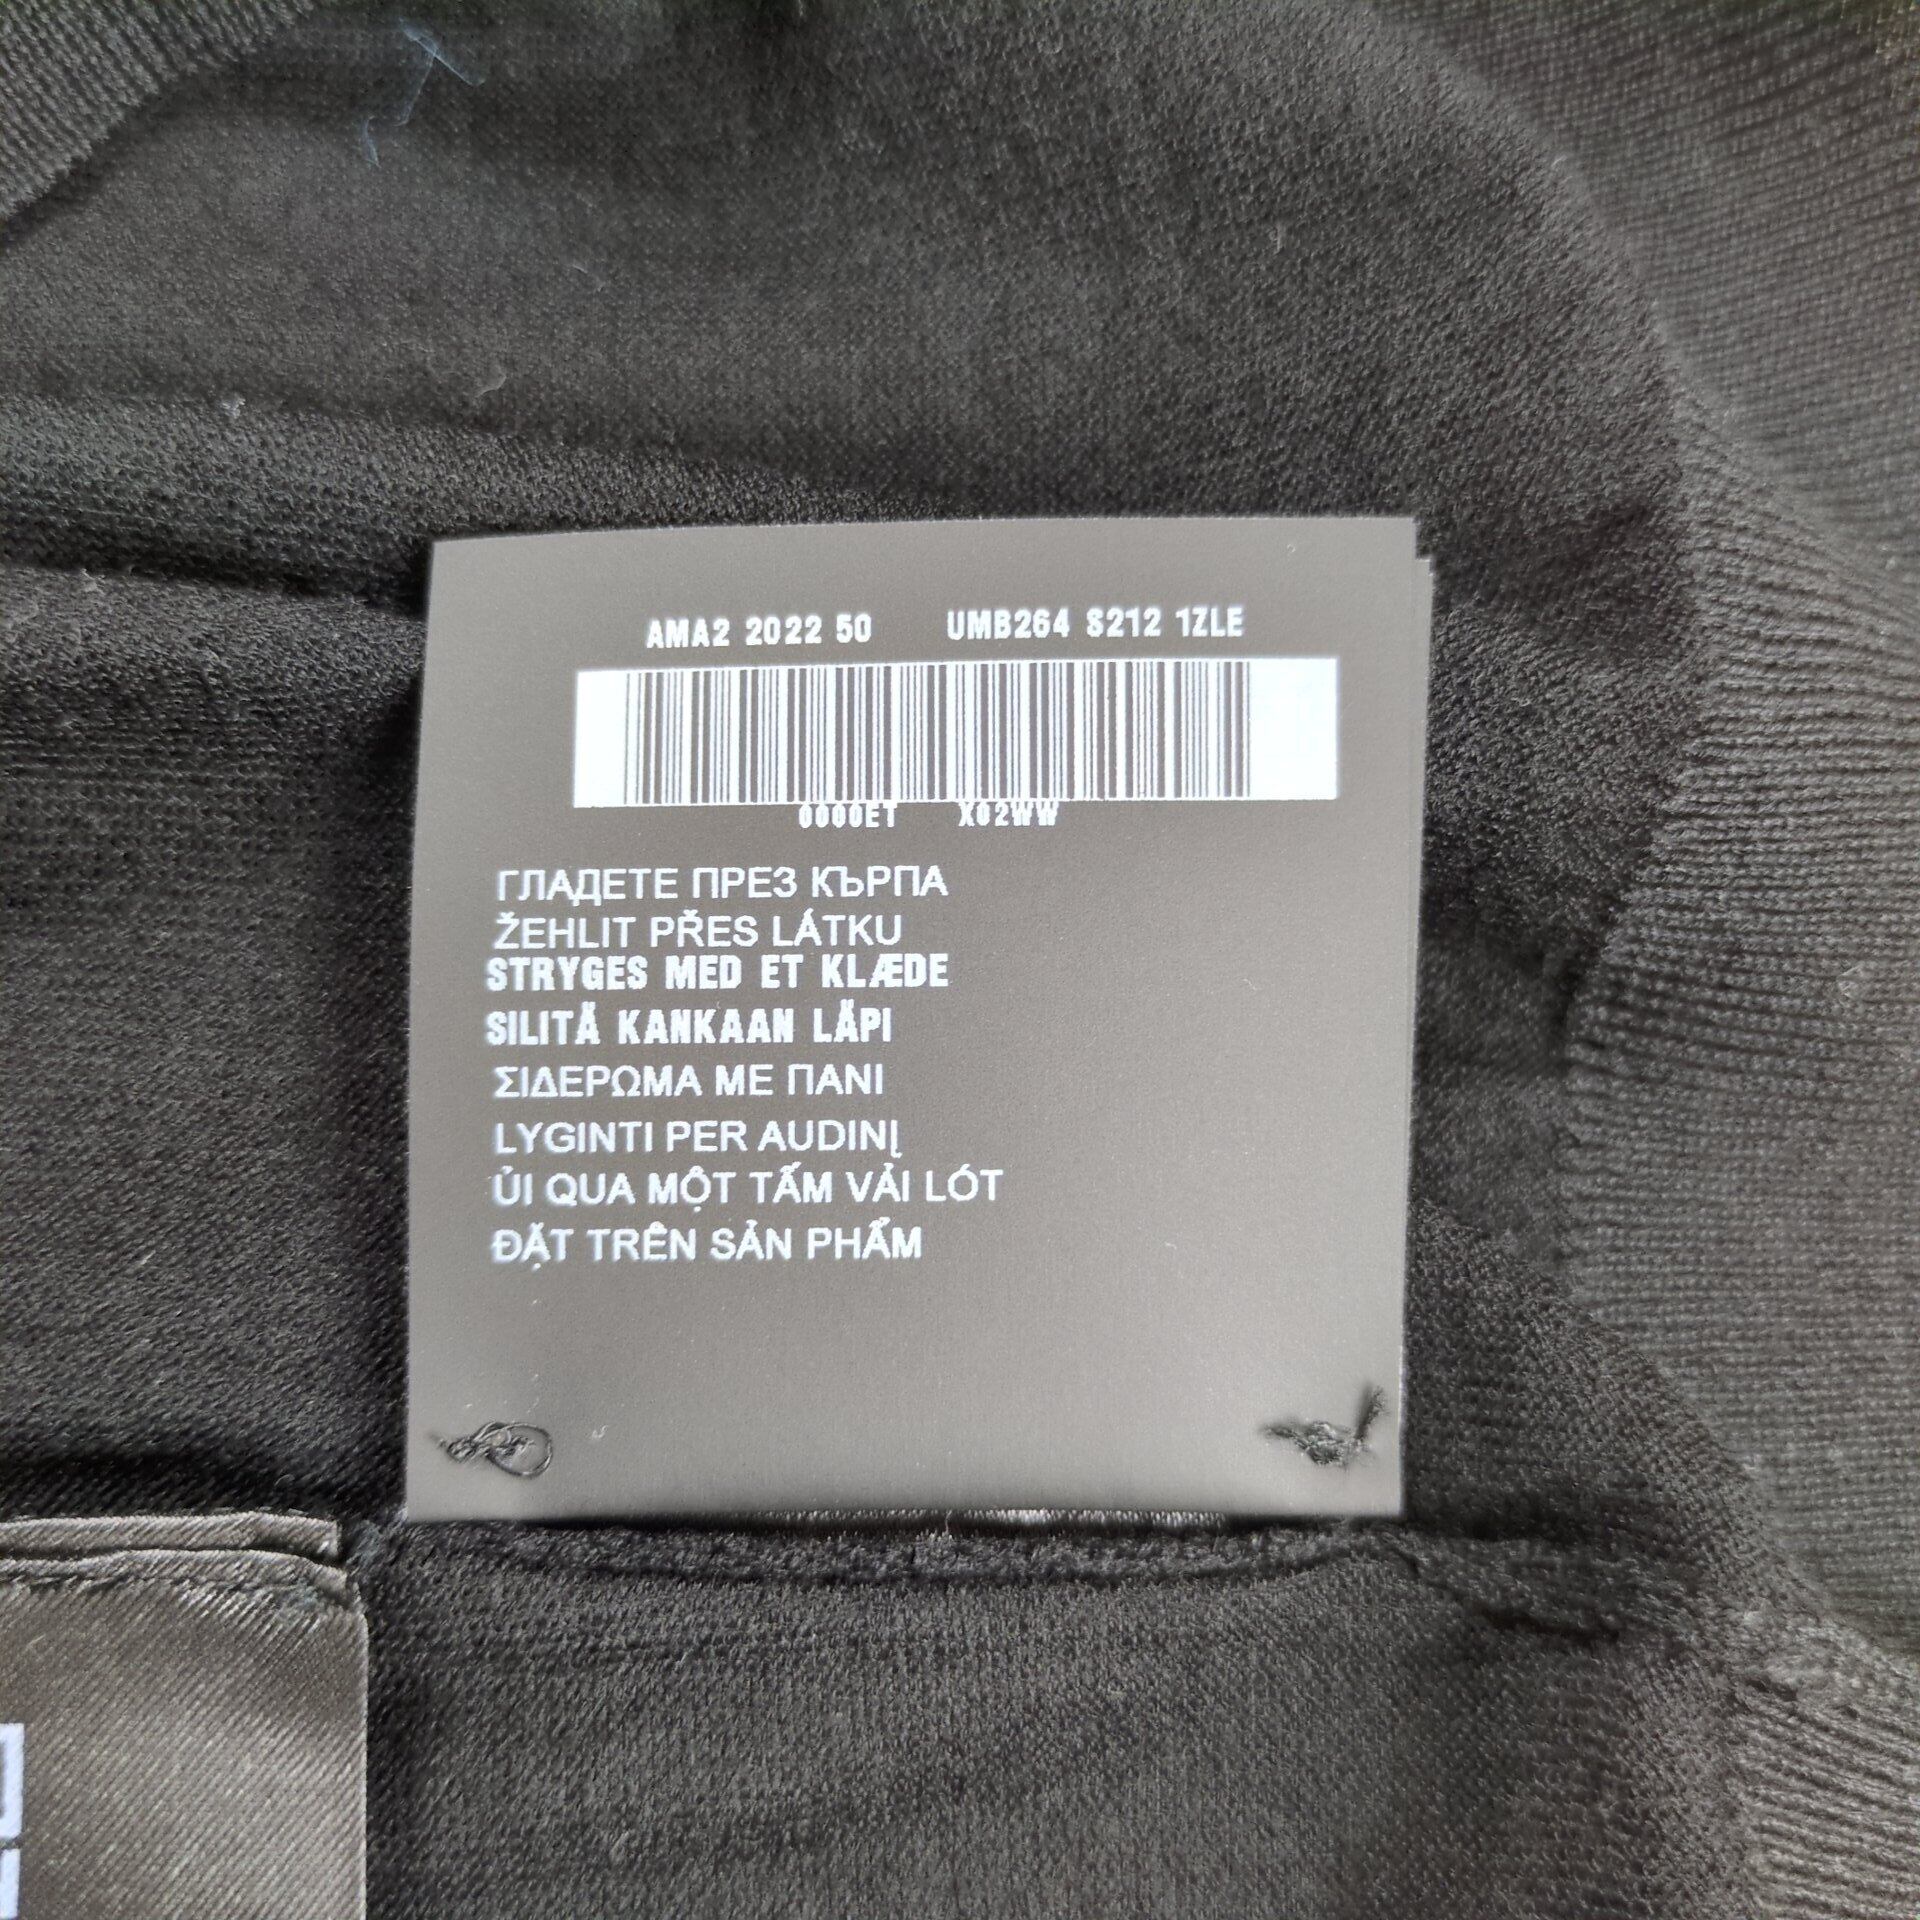 AMA2 2022 50 UMB264 S212 1ZLE
0000ET X02WW
ГЛАДЕТЕ ПРЕЗ КЪРПА
ŽEHLIT PŘES LÁTKU
STRYGES MED ET KLÆDE
SILITÄ KANKAAN LÄPI
ΣΙΔΕΡΩΜΑ ΜΕ ΠΑΝΙ
LYGINTI PER AUDINĮ
ỦI QUA MỘT TẤM VẢI LÓT
ĐẶT TRÊN SẢN PHẨM